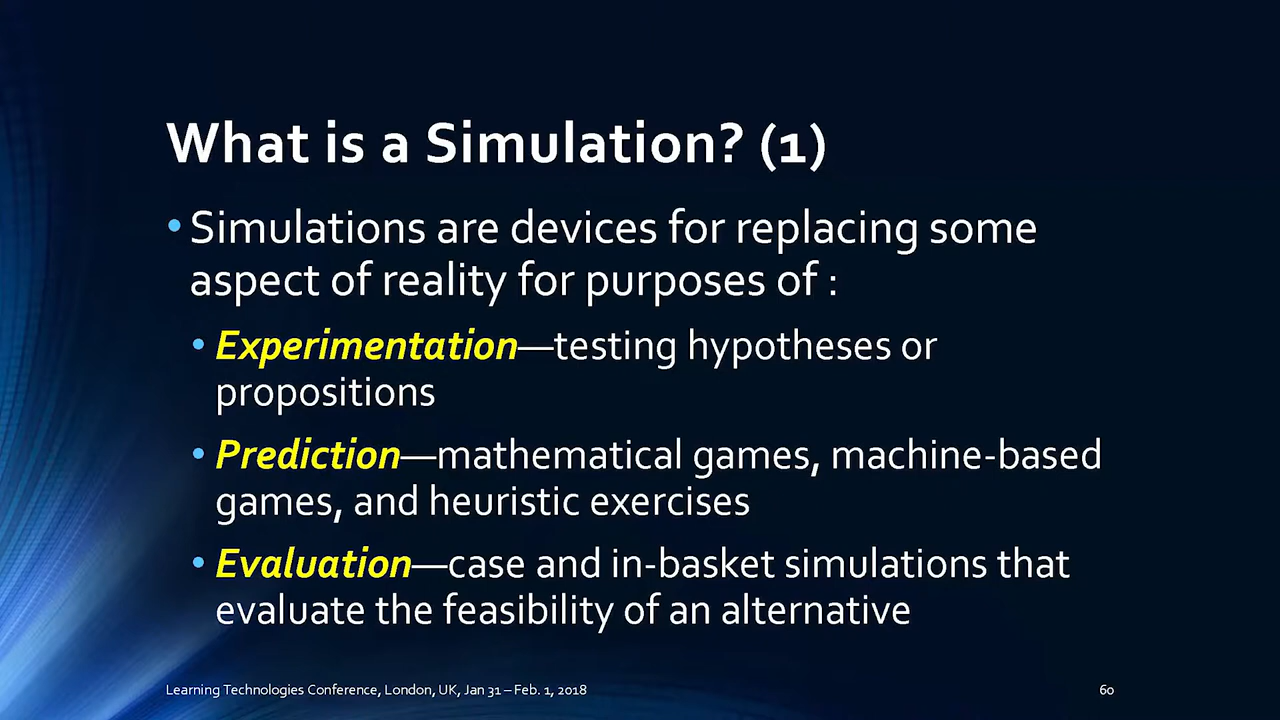 What is a Simulation? (1)
• Simulations are devices for replacing some
aspect of reality for purposes of :
• Experimentation—testing hypotheses or
propositions
• Prediction—mathematical games, machine-based
games, and heuristic exercises
• Evaluation—case and in-basket simulations that
evaluate the feasibility of an alternative
Learning Technologies Conference, London, UK, Jan 31 – Feb. 1, 2018
60